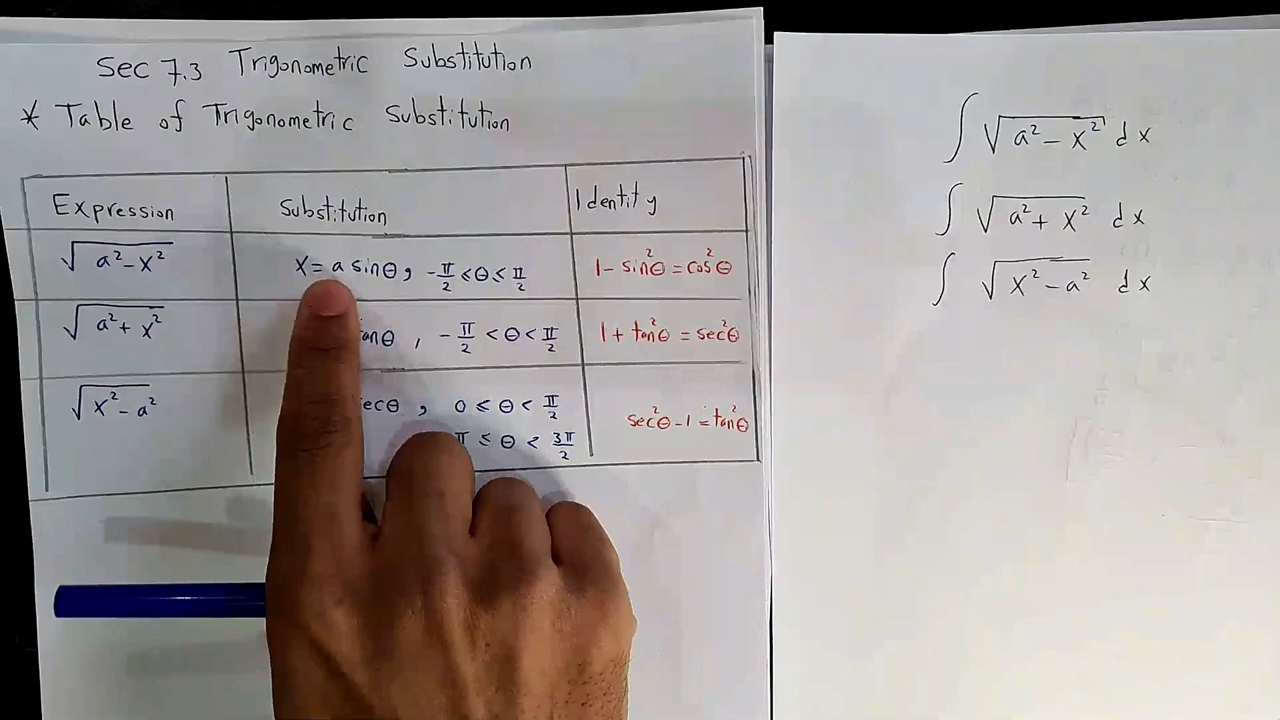 Sec 7.3 Trigonometric Substitution
* Table of Trigonometric Substitution
Expression Substitution Identity
√(a²-x²) x = a sinθ, -π/2 < θ < π/2 1 - sin²θ = cos²θ
√(a²+x²) , -π/2 < θ < π/2 1 + tan²θ = sec²θ
√(x²-a²) , 0 ≤ θ < π/2 sec²θ - 1 = tan²θ
≤ θ < 3π/2
∫ √(a²-x²) dx
∫ √(a²+x²) dx
∫ √(x²-a²) dx